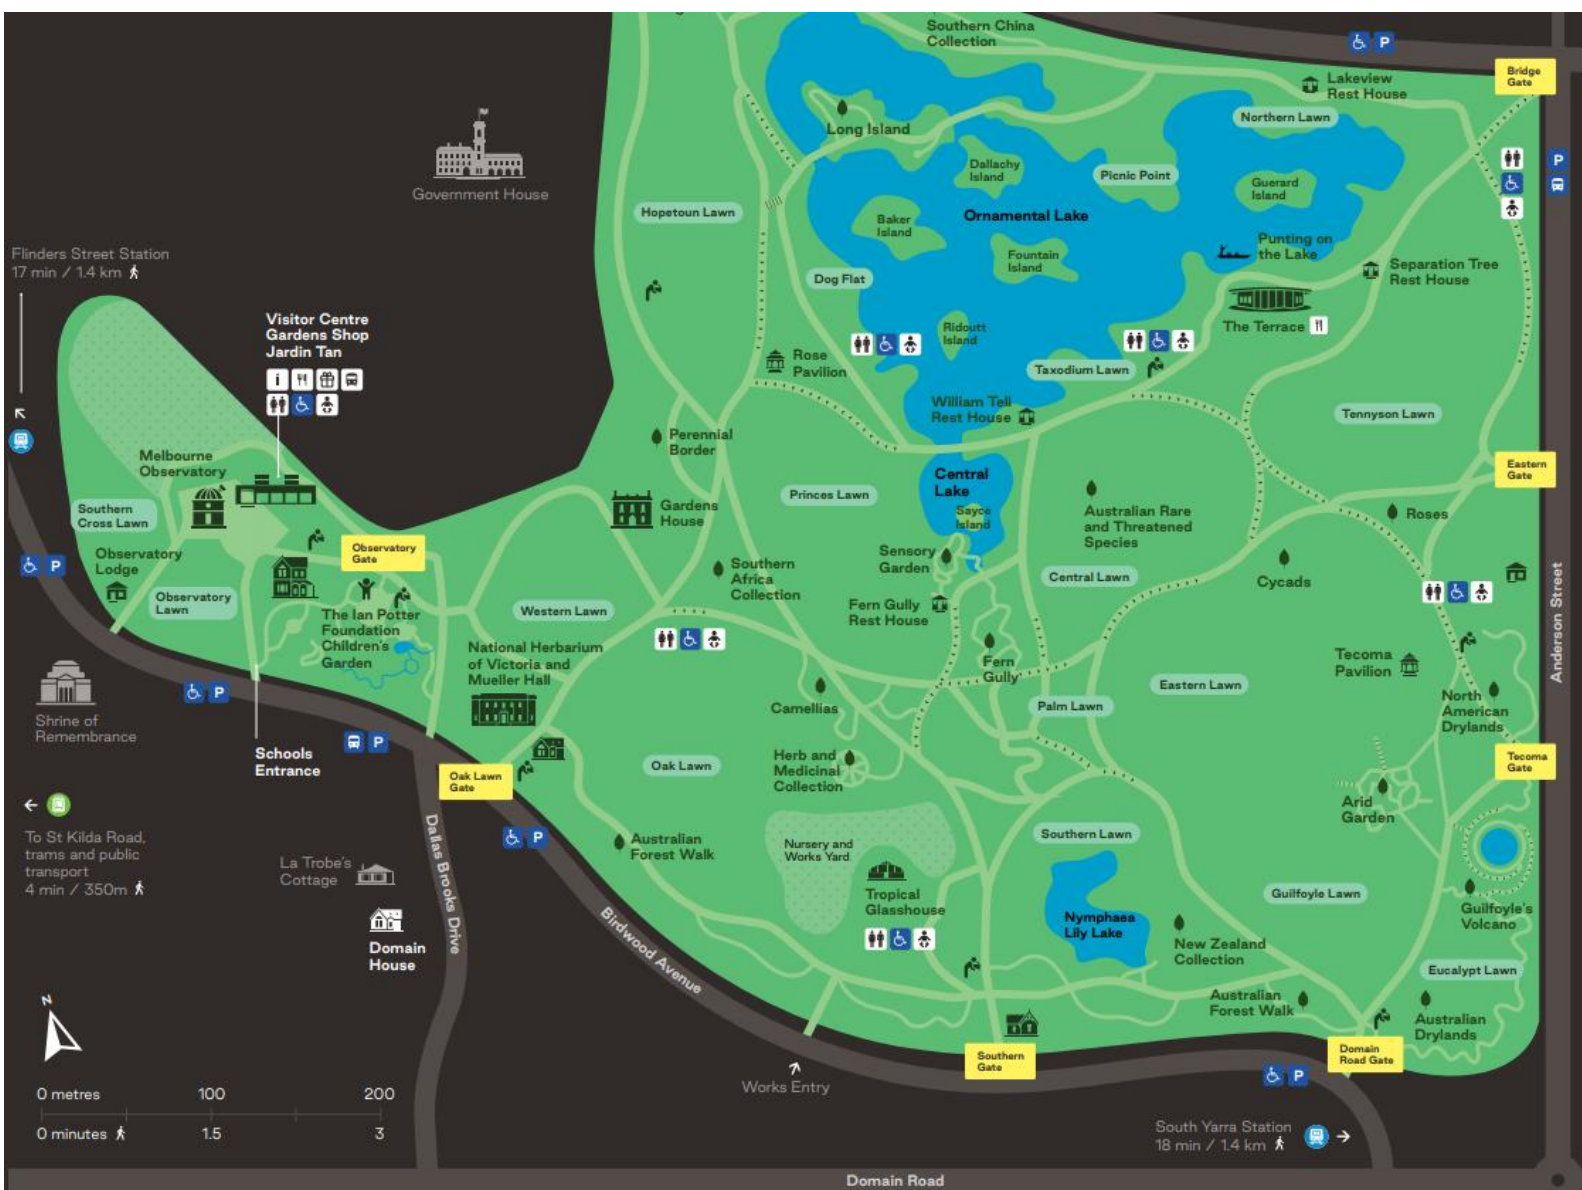 Southern China
Collection
P
Bridge
Gate
Lakeview
Rest House
Northern Lawn
Long Island
Government House
Dallachy
Island
Picnic Point
Guerard
Island
P
Hopetoun Lawn
Baker
Island
Ornamental Lake
Flinders Street Station
17 min / 1.4 km
Fountain
Island
Punting on
the Lake
Separation Tree
Rest House
Dog Flat
Visitor Centre
Gardens Shop
Jardin Tan
i
Ridoutt
Island
The Terrace
Rose
Pavilion
Taxodium Lawn
William Tell
Rest House
Tennyson Lawn
Perennial
Border
Melbourne
Observatory
Eastern
Gate
Central
Lake
Princes Lawn
Southern
Cross Lawn
Gardens
House
Sayce
Island
Australian Rare
and Threatened
Species
Roses
Observatory
Lodge
Observatory
Gate
Sensory
Garden
P
Southern
Africa
Collection
Central Lawn
Cycads
Observatory
Lawn
The Ian Potter
Foundation
Children's
Garden
Western Lawn
Fern Gully
Rest House
Anderson Street
National Herbarium
of Victoria and
Mueller Hall
Fern
Gully
Tecoma
Pavilion
Eastern Lawn
P
Shrine of
Remembrance
Camellias
Palm Lawn
North
American
Drylands
P
Schools
Entrance
Oak Lawn
Gate
Oak Lawn
Herb and
Medicinal
Collection
Tecoma
Gate
Arid
Garden
To St Kilda Road,
trams and public
transport
4 min / 350m
Dallas Brooks Drive
P
Australian
Forest Walk
Nursery and
Works Yard
Southern Lawn
La Trobe's
Cottage
Tropical
Glasshouse
Guilfoyle Lawn
Guilfoyle's
Volcano
Nymphaea
Lily Lake
Domain
House
Birdwood Avenue
New Zealand
Collection
Eucalypt Lawn
N
Australian
Forest Walk
Australian
Drylands
Southern
Gate
Domain
Road Gate
Works Entry
P
0 metres 100 200
0 minutes 1.5 3
South Yarra Station
18 min / 1.4 km
Domain Road